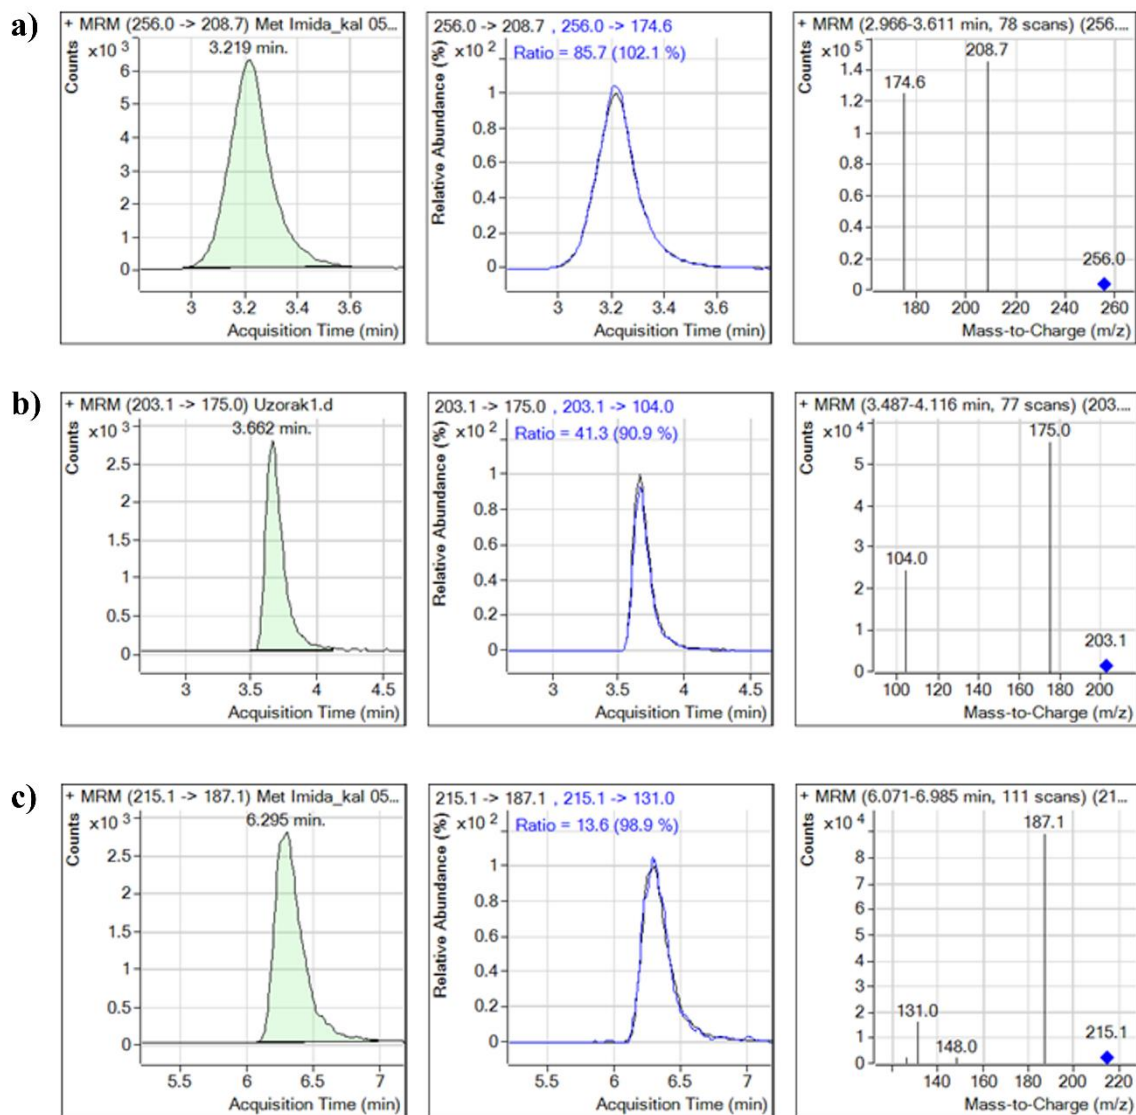 a)
+ MRM (256.0 -> 208.7) Met Imida_kal 05...
Counts
x10 3
3.219 min.
6
5
4
3
2
1
0
3
3.2
3.4
3.6
Acquisition Time (min)
256.0 -> 208.7 , 256.0 -> 174.6
Relative Abundance (%)
x10 2
Ratio = 85.7 (102.1 %)
1
0.8
0.6
0.4
0.2
0
3
3.2
3.4
3.6
Acquisition Time (min)
+ MRM (2.966-3.611 min, 78 scans) (256....
Counts
x10 5
208.7
174.6
256.0
1.4
1.2
1
0.8
0.6
0.4
0.2
0
180
200
220
240
260
Mass-to-Charge (m/z)
b)
+ MRM (203.1 -> 175.0) Uzorak1.d
Counts
x10 3
3.662 min.
2.5
2
1.5
1
0.5
0
3
3.5
4
4.5
Acquisition Time (min)
203.1 -> 175.0 , 203.1 -> 104.0
Relative Abundance (%)
x10 2
Ratio = 41.3 (90.9 %)
1
0.8
0.6
0.4
0.2
0
3
3.5
4
4.5
Acquisition Time (min)
+ MRM (3.487-4.116 min, 77 scans) (203....
Counts
x10 4
175.0
104.0
203.1
5
4
3
2
1
0
100
120
140
160
180
200
Mass-to-Charge (m/z)
c)
+ MRM (215.1 -> 187.1) Met Imida_kal 05...
Counts
x10 3
6.295 min.
2.5
2
1.5
1
0.5
0
5.5
6
6.5
7
Acquisition Time (min)
215.1 -> 187.1 , 215.1 -> 131.0
Relative Abundance (%)
x10 2
Ratio = 13.6 (98.9 %)
1
0.8
0.6
0.4
0.2
0
5.5
6
6.5
7
Acquisition Time (min)
+ MRM (6.071-6.985 min, 111 scans) (21...
Counts
x10 4
187.1
131.0
148.0
215.1
8
7
6
5
4
3
2
1
0
140
160
180
200
220
Mass-to-Charge (m/z)